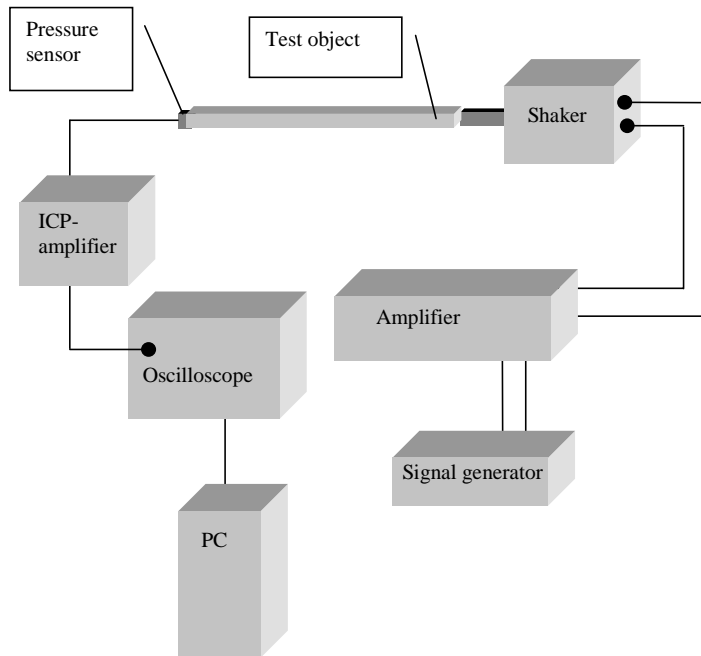 Pressure
sensor
Test object
Shaker
ICP-
amplifier
Amplifier
Oscilloscope
Signal generator
PC